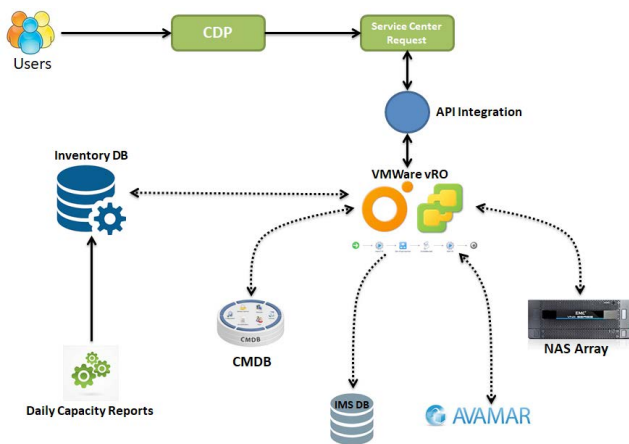 CDP
Service Center
Request
Users
API Integration
Inventory DB
VMWare vRO
EMC²
CMDB
NAS Array
Daily Capacity Reports
IMS DB
AVAMAR